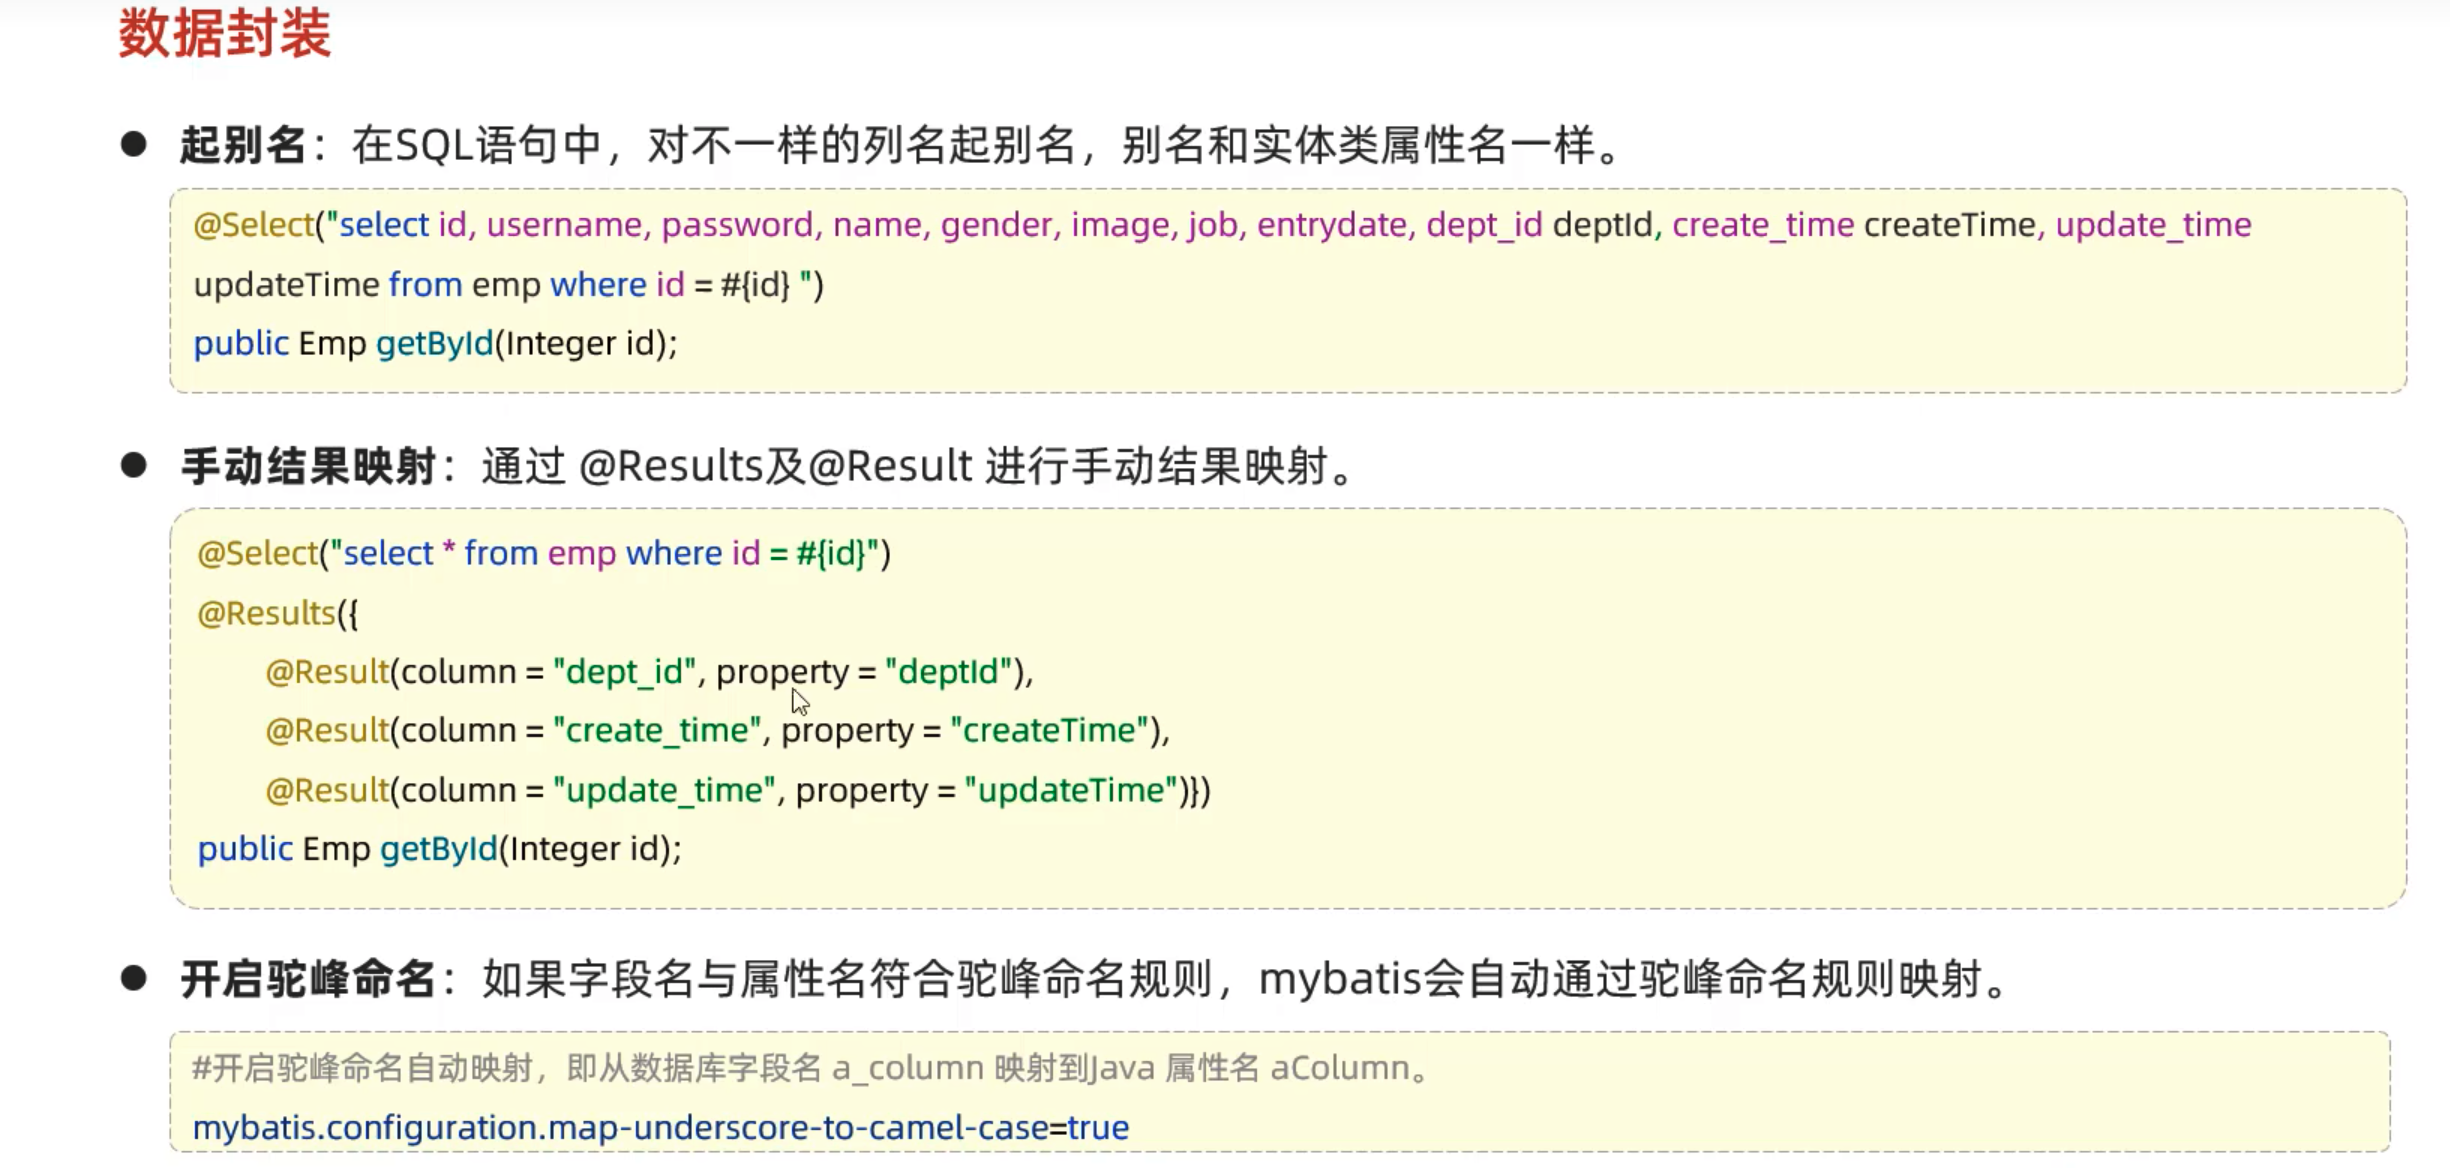 数据封装
● 起别名：在SQL语句中，对不一样的列名起别名，别名和实体类属性名一样。
@Select("select id, username, password, name, gender, image, job, entrydate, dept_id deptId, create_time createTime, update_time
updateTime from emp where id = #{id} ")
public Emp getById(Integer id);
● 手动结果映射：通过 @Results及@Result 进行手动结果映射。
@Select("select * from emp where id = #{id}")
@Results({
@Result(column = "dept_id", property = "deptId"),
@Result(column = "create_time", property = "createTime"),
@Result(column = "update_time", property = "updateTime")})
public Emp getById(Integer id);
● 开启驼峰命名：如果字段名与属性名符合驼峰命名规则，mybatis会自动通过驼峰命名规则映射。
#开启驼峰命名自动映射，即从数据库字段名 a_column 映射到Java 属性名 aColumn。
mybatis.configuration.map-underscore-to-camel-case=true